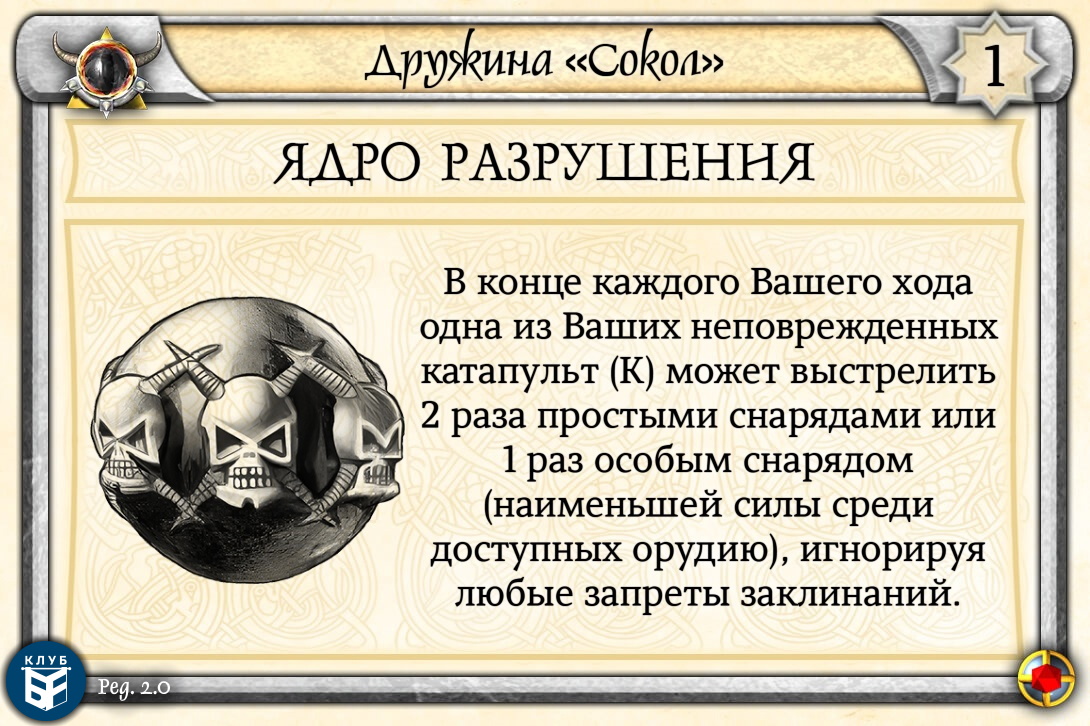 Дружина «Сокол»
1
ЯДРО РАЗРУШЕНИЯ
В конце каждого Вашего хода
одна из Ваших неповрежденных
катапульт (К) может выстрелить
2 раза простыми снарядами или
1 раз особым снарядом
(наименьшей силы среди
доступных орудию), игнорируя
любые запреты заклинаний.
КЛУБ
Ред. 2.0